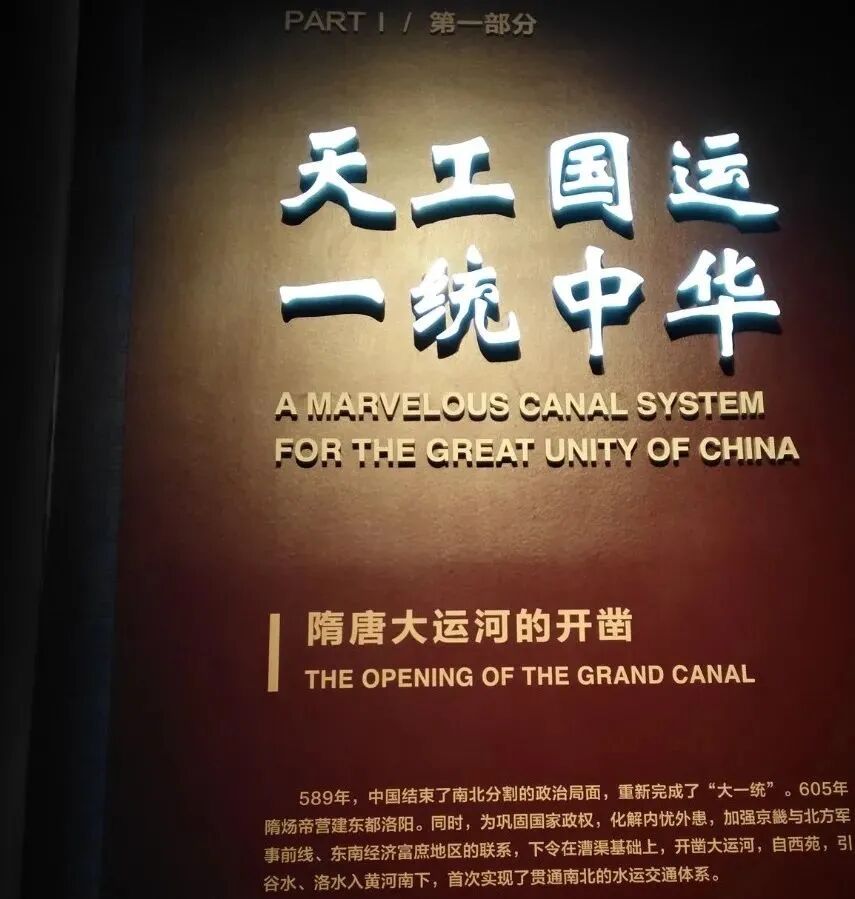 PART I / 第一部分
天工国运
一统中华
A MARVELOUS CANAL SYSTEM
FOR THE GREAT UNITY OF CHINA
隋唐大运河的开凿
THE OPENING OF THE GRAND CANAL
589年，中国结束了南北分割的政治局面，重新完成了“大一统”。605年
隋炀帝营建东都洛阳。同时，为巩固国家政权，化解内忧外患，加强京畿与北方军
事前线、东南经济富庶地区的联系，下令在漕渠基础上，开凿大运河，自西苑，引
谷水、洛水入黄河南下，首次实现了贯通南北的水运交通体系。